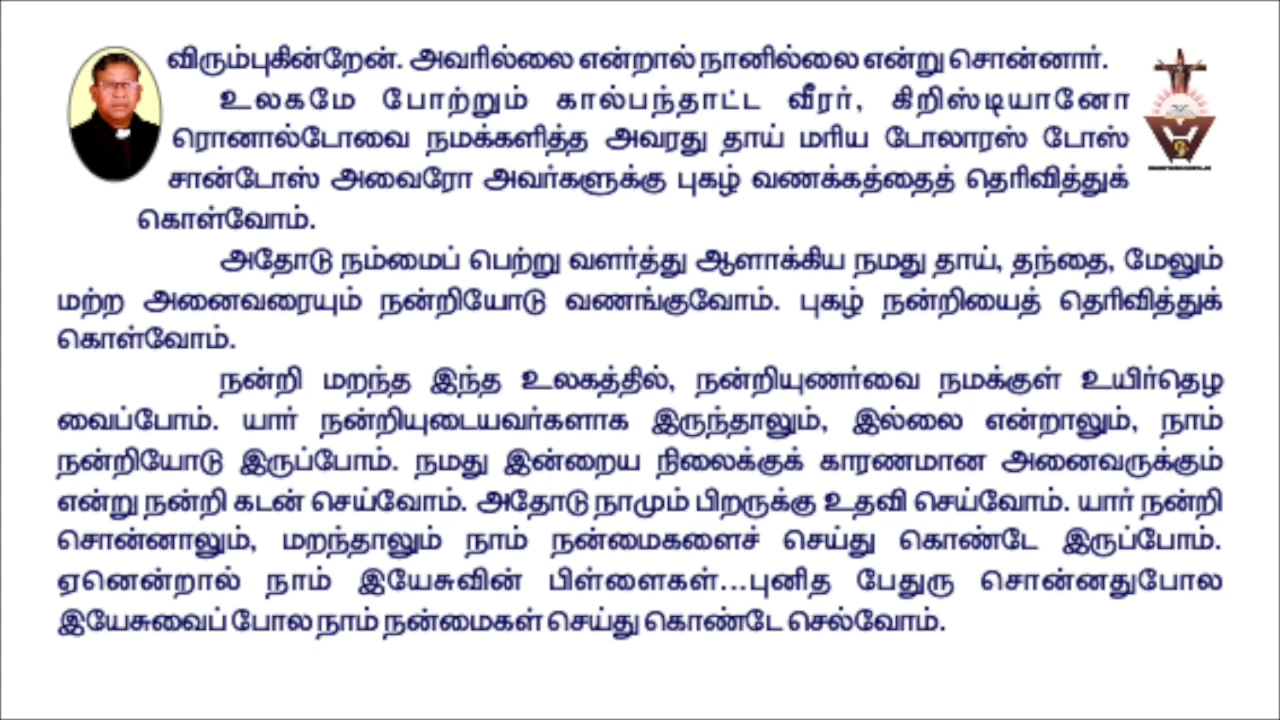 விரும்புகின்றேன். அவரில்லை என்றால் நானில்லை என்று சொன்னார்.
உலகமே போற்றும் கால்பந்தாட்ட வீரர், கிறிஸ்டியானோ
ரொனால்போவை நமக்களித்த அவரது தாய் மரிய டோலாரஸ் டோஸ்
சான்டோஸ் அவைரோ அவர்களுக்கு புகழ் வணக்கத்தைத் தெரிவித்துக்
கொள்வோம்.
அதோடு நம்மைப் பெற்று வளர்த்து ஆளாக்கிய நமது தாய், தந்தை, மேலும்
மற்ற அனைவரையும் நன்றியோடு வணங்குவோம். புகழ் நன்றியைத் தெரிவித்துக்
கொள்வோம்.
நன்றி மறந்த இந்த உலகத்தில், நன்றியுணர்வை நமக்குள் உயிர்தெழ
வைப்போம். யார் நன்றியுடையவர்களாக இருந்தாலும், இல்லை என்றாலும், நாம்
நன்றியோடு இருப்போம். நமது இன்றைய நிலைக்குக் காரணமான அனைவருக்கும்
என்று நன்றி கடன் செய்வோம். அதோடு நாமும் பிறருக்கு உதவி செய்வோம். யார் நன்றி
சொன்னாலும், மறந்தாலும் நாம் நன்மைகளைச் செய்து கொண்டே இருப்போம்.
ஏனென்றால் நாம் இயேசுவின் பிள்ளைகள்...புனித பேதுரு சொன்னதுபோல
இயேசுவைப் போல நாம் நன்மைகள் செய்து கொண்டே செல்வோம்.